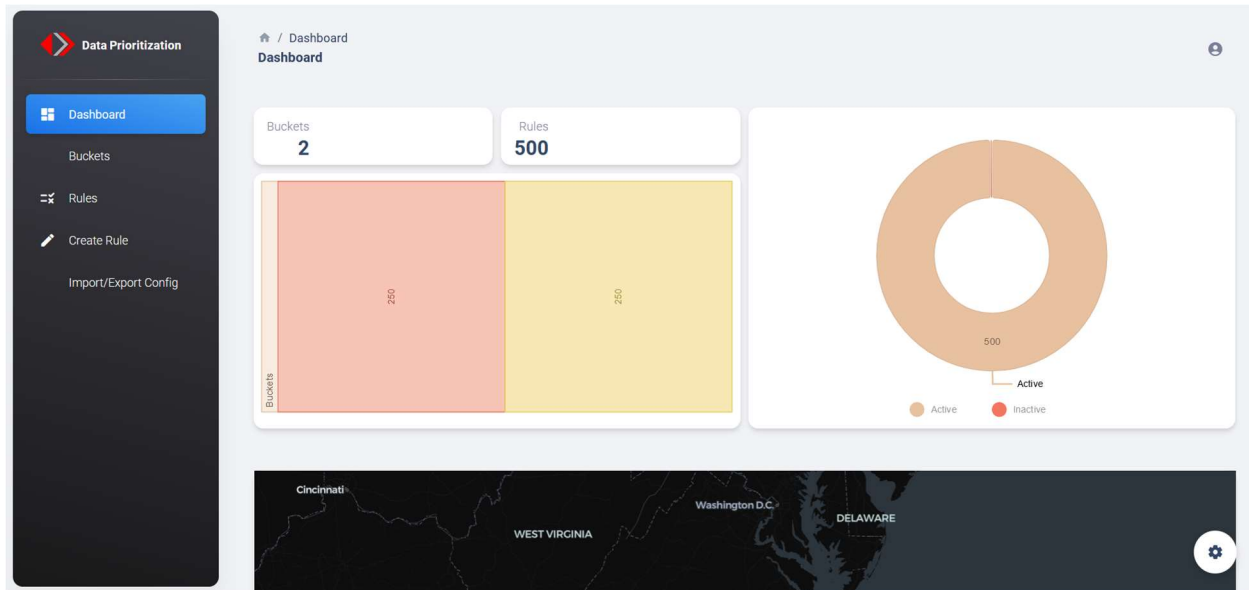 Data Prioritization
Dashboard
Buckets
Rules
Create Rule
Import/Export Config
/ Dashboard
Dashboard
Buckets
2
Rules
500
Buckets
250
250
500
Active
Active
Inactive
Cincinnati
WEST VIRGINIA
Washington D.C.
DELAWARE